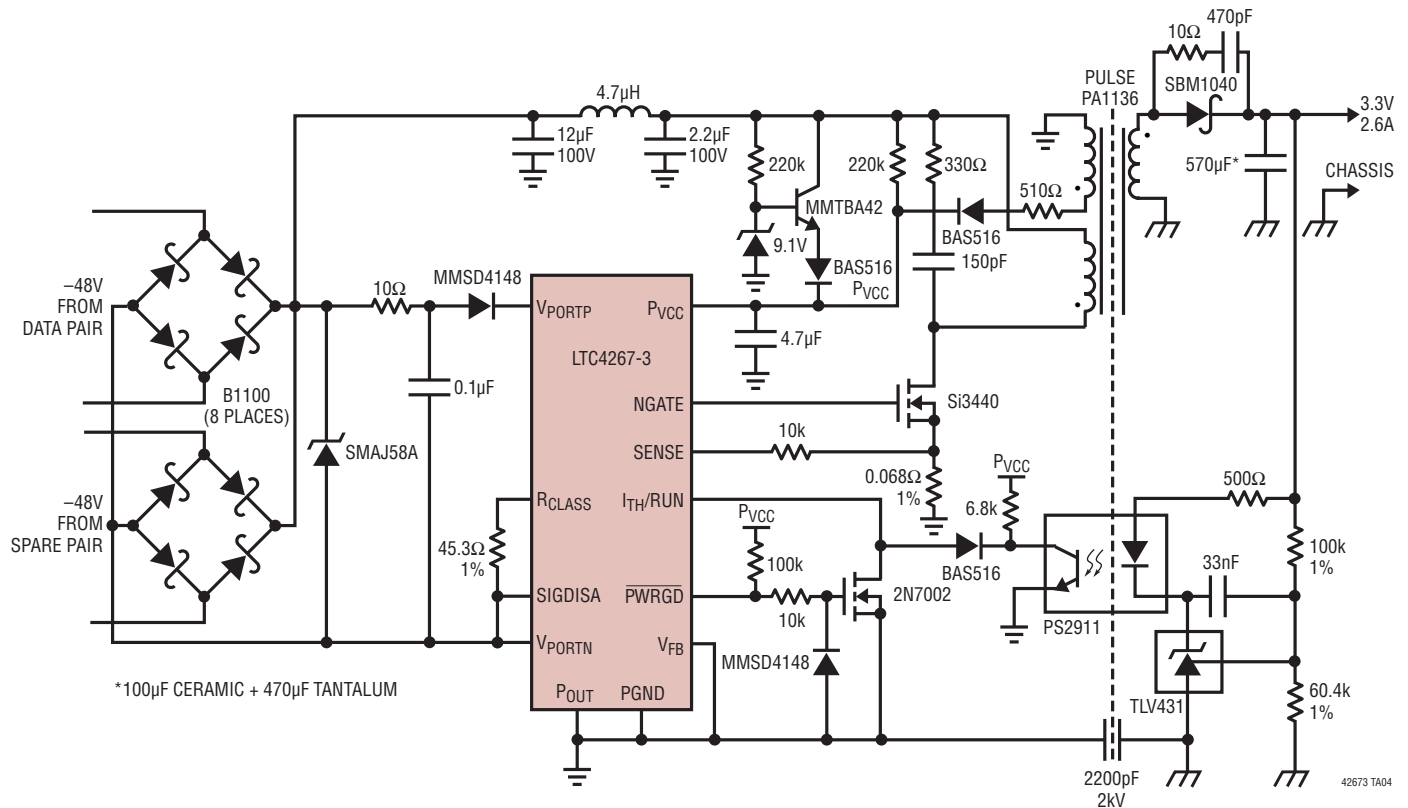 470pF
10Ω
SBM1040
PULSE
PA1136
3.3V
2.6A
4.7µH
12µF
100V
2.2µF
100V
220k
220k
330Ω
570µF*
CHASSIS
510Ω
MMTBA42
9.1V
BAS516
PVCC
BAS516
150pF
–48V
FROM
DATA PAIR
10Ω
MMSD4148
VPORTP
PVCC
LTC4267-3
4.7µF
0.1µF
B1100
(8 PLACES)
NGATE
Si3440
SMAJ58A
SENSE
10k
0.068Ω
1%
PVCC
6.8k
500Ω
–48V
FROM
SPARE PAIR
RCLASS
ITH/RUN
45.3Ω
1%
PVCC
100k
BAS516
33nF
100k
1%
SIGDISA
PWRGD
10k
2N7002
PS2911
VPORTN
VFB
MMSD4148
*100µF CERAMIC + 470µF TANTALUM
POUT
PGND
TLV431
60.4k
1%
2200pF
2kV
42673 TA04